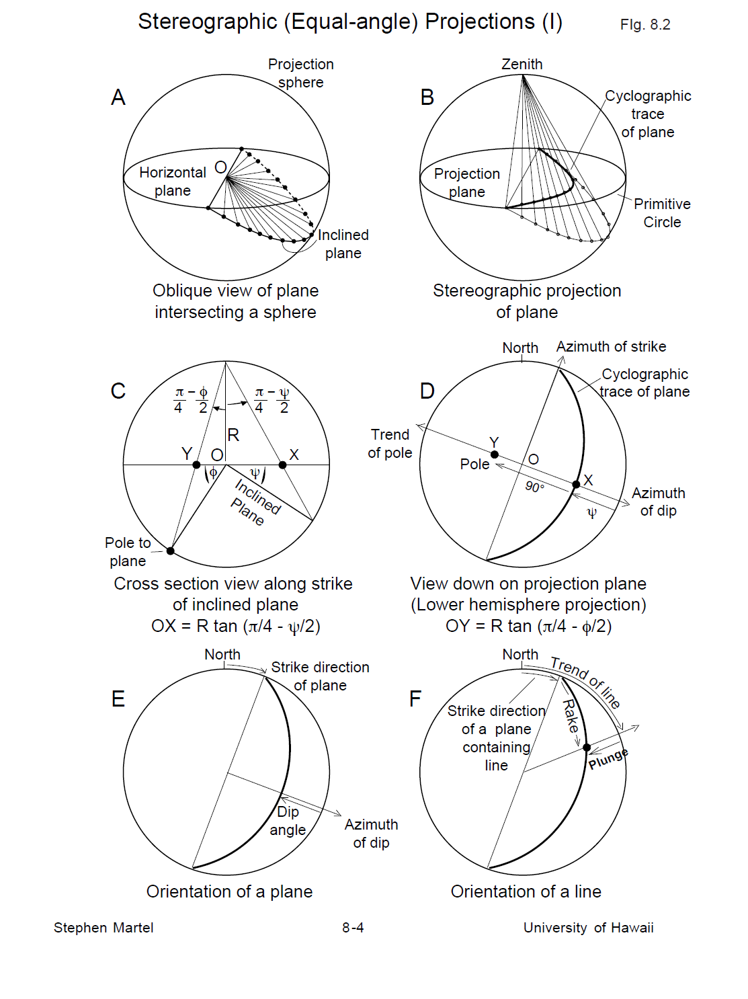 Stereographic (Equal-angle) Projections (I)
FIg. 8.2
A
Projection
sphere
Horizontal
plane
O
Inclined
plane
Oblique view of plane
intersecting a sphere
B
Zenith
Cyclographic
trace
of plane
Projection
plane
Primitive
Circle
Stereographic projection
of plane
C
π/4 - ϕ/2
π/4 - ψ/2
R
Y
O
X
ϕ
ψ
Inclined
Plane
Pole to
plane
Cross section view along strike
of inclined plane
OX = R tan (π/4 - ψ/2)
D
North
Azimuth of strike
Cyclographic
trace of plane
Trend
of pole
Y
Pole
O
90°
X
ψ
Azimuth
of dip
View down on projection plane
(Lower hemisphere projection)
OY = R tan (π/4 - ϕ/2)
E
North
Strike direction
of plane
Dip
angle
Azimuth
of dip
Orientation of a plane
F
North
Trend of line
Strike direction
of a plane
containing
line
Rake
Plunge
Orientation of a line
Stephen Martel
8-4
University of Hawaii